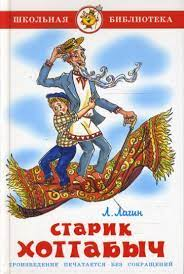 ШКОЛЬНАЯ БИБЛИОТЕКА
Л. Лагин
СТАРИК
ХОТТАБЫЧ
ПРОИЗВЕДЕНИЕ ПЕЧАТАЕТСЯ БЕЗ СОКРАЩЕНИЙ